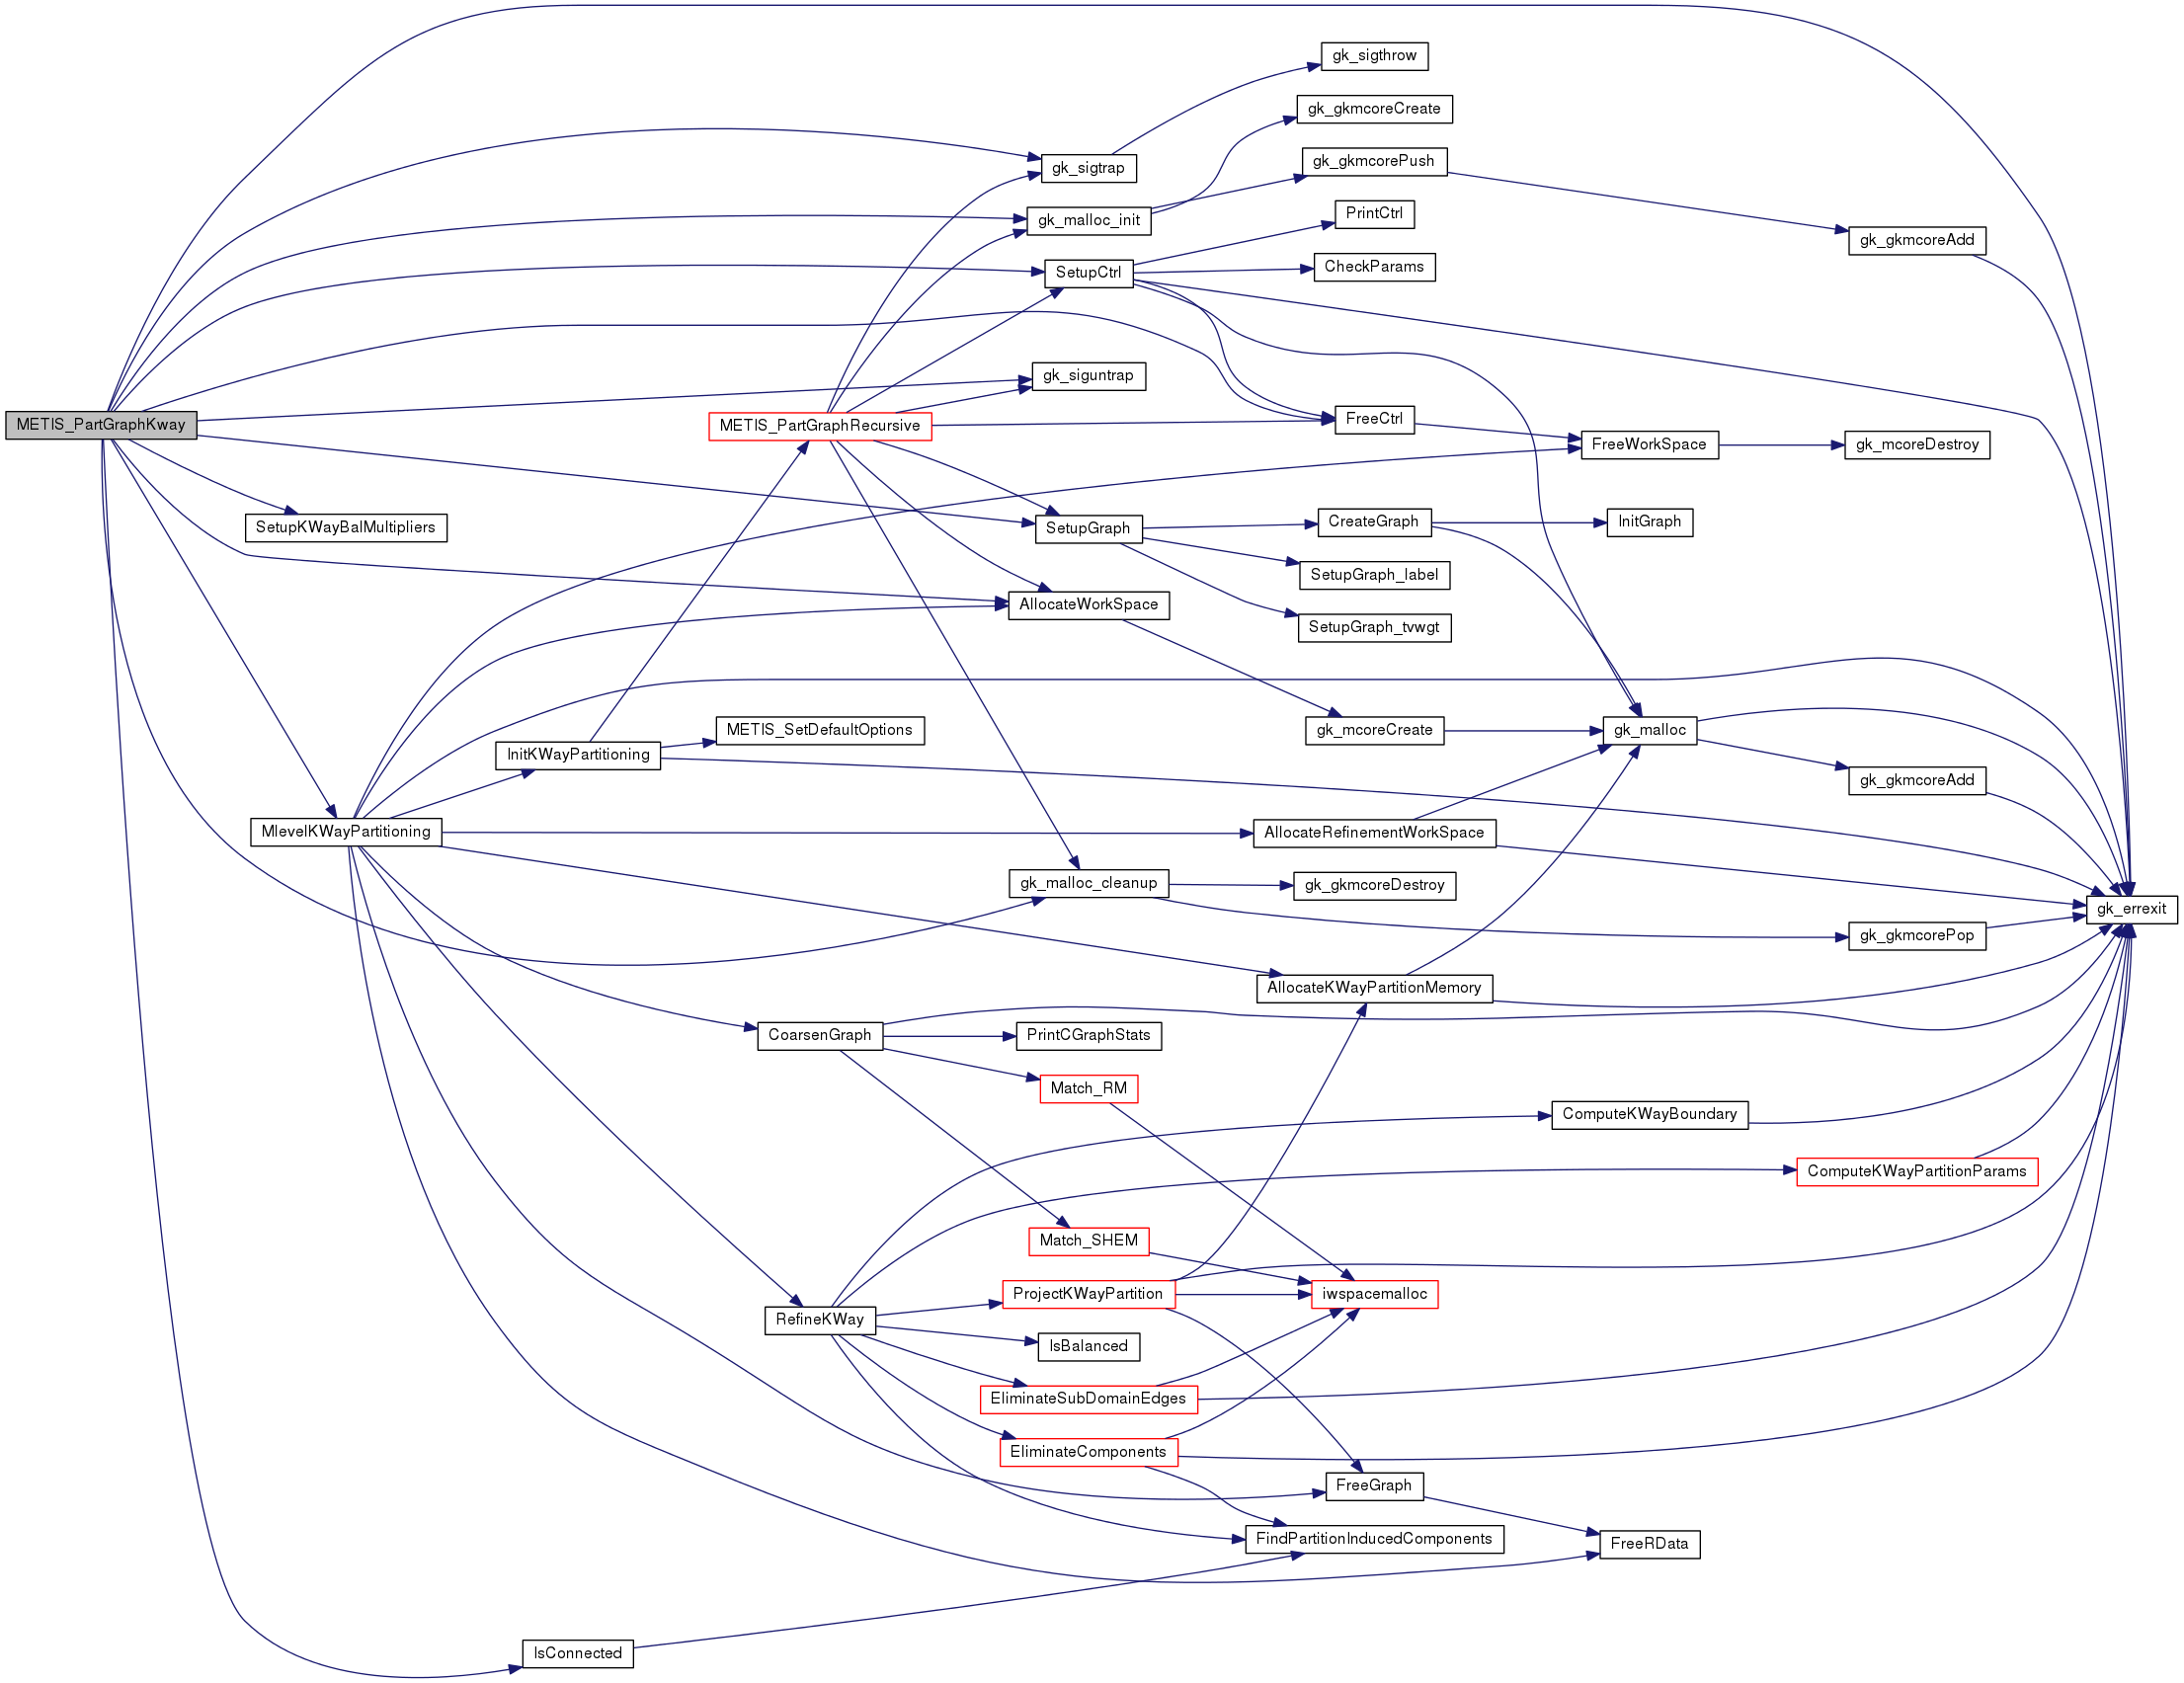 gk_sigthrow
gk_gkmcoreCreate
gk_sigtrap
gk_gkmcorePush
gk_malloc_init
PrintCtrl
gk_gkmcoreAdd
SetupCtrl
CheckParams
gk_siguntrap
METIS_PartGraphKway
METIS_PartGraphRecursive
FreeCtrl
FreeWorkSpace
gk_mcoreDestroy
SetupKWayBalMultipliers
SetupGraph
CreateGraph
InitGraph
SetupGraph_label
AllocateWorkSpace
SetupGraph_tvwgt
METIS_SetDefaultOptions
gk_mcoreCreate
gk_malloc
InitKWayPartitioning
gk_gkmcoreAdd
MlevelKWayPartitioning
AllocateRefinementWorkSpace
gk_malloc_cleanup
gk_gkmcoreDestroy
gk_errexit
gk_gkmcorePop
AllocateKWayPartitionMemory
CoarsenGraph
PrintCGraphStats
Match_RM
ComputeKWayBoundary
ComputeKWayPartitionParams
Match_SHEM
ProjectKWayPartition
iwspacemalloc
RefineKWay
IsBalanced
EliminateSubDomainEdges
EliminateComponents
FreeGraph
FindPartitionInducedComponents
FreeRData
IsConnected